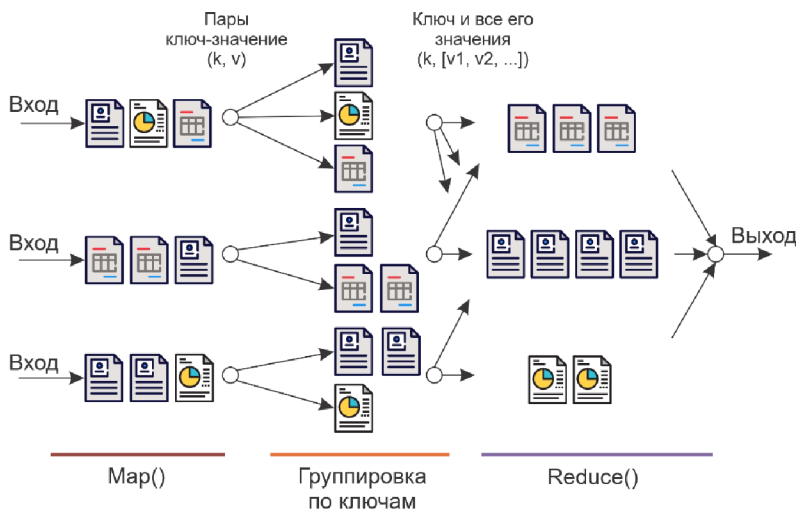 Пары
ключ-значение
(k, v)
Ключ и все его
значения
(k, [v1, v2, ...])
Вход
Вход
Выход
Вход
Map()
Группировка
по ключам
Reduce()